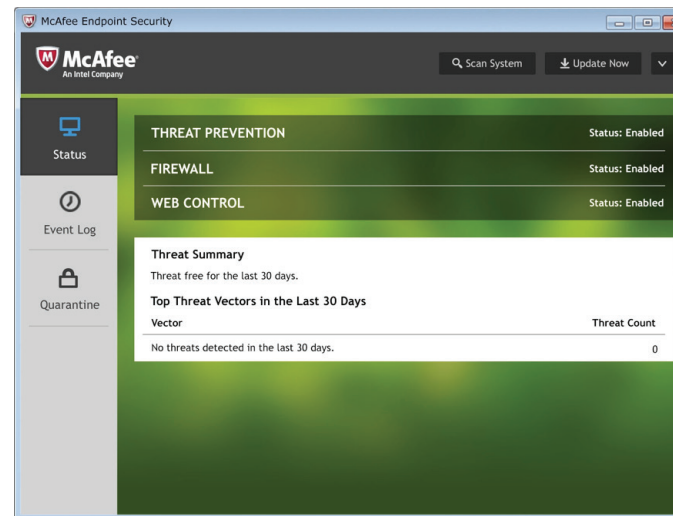 McAfee Endpoint Security
McAfee
An Intel Company
Scan System
Update Now
Status
Event Log
Quarantine
THREAT PREVENTION Status: Enabled
FIREWALL Status: Enabled
WEB CONTROL Status: Enabled
Threat Summary
Threat free for the last 30 days.
Top Threat Vectors in the Last 30 Days
Vector Threat Count
No threats detected in the last 30 days. 0